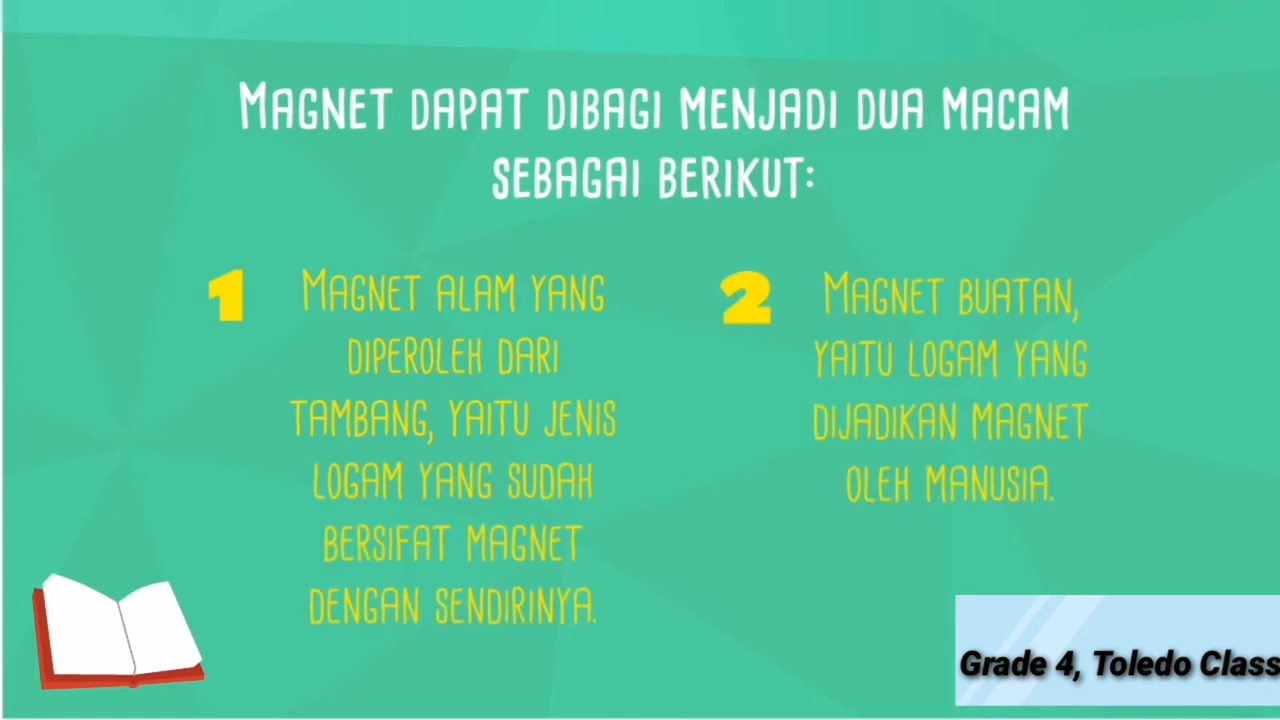 Magnet dapat dibagi menjadi dua macam
sebagai berikut:
1 Magnet alam yang
diperoleh dari
tambang, yaitu jenis
logam yang sudah
bersifat magnet
dengan sendirinya.
2 Magnet buatan,
yaitu logam yang
dijadikan magnet
oleh manusia.
Grade 4, Toledo Class